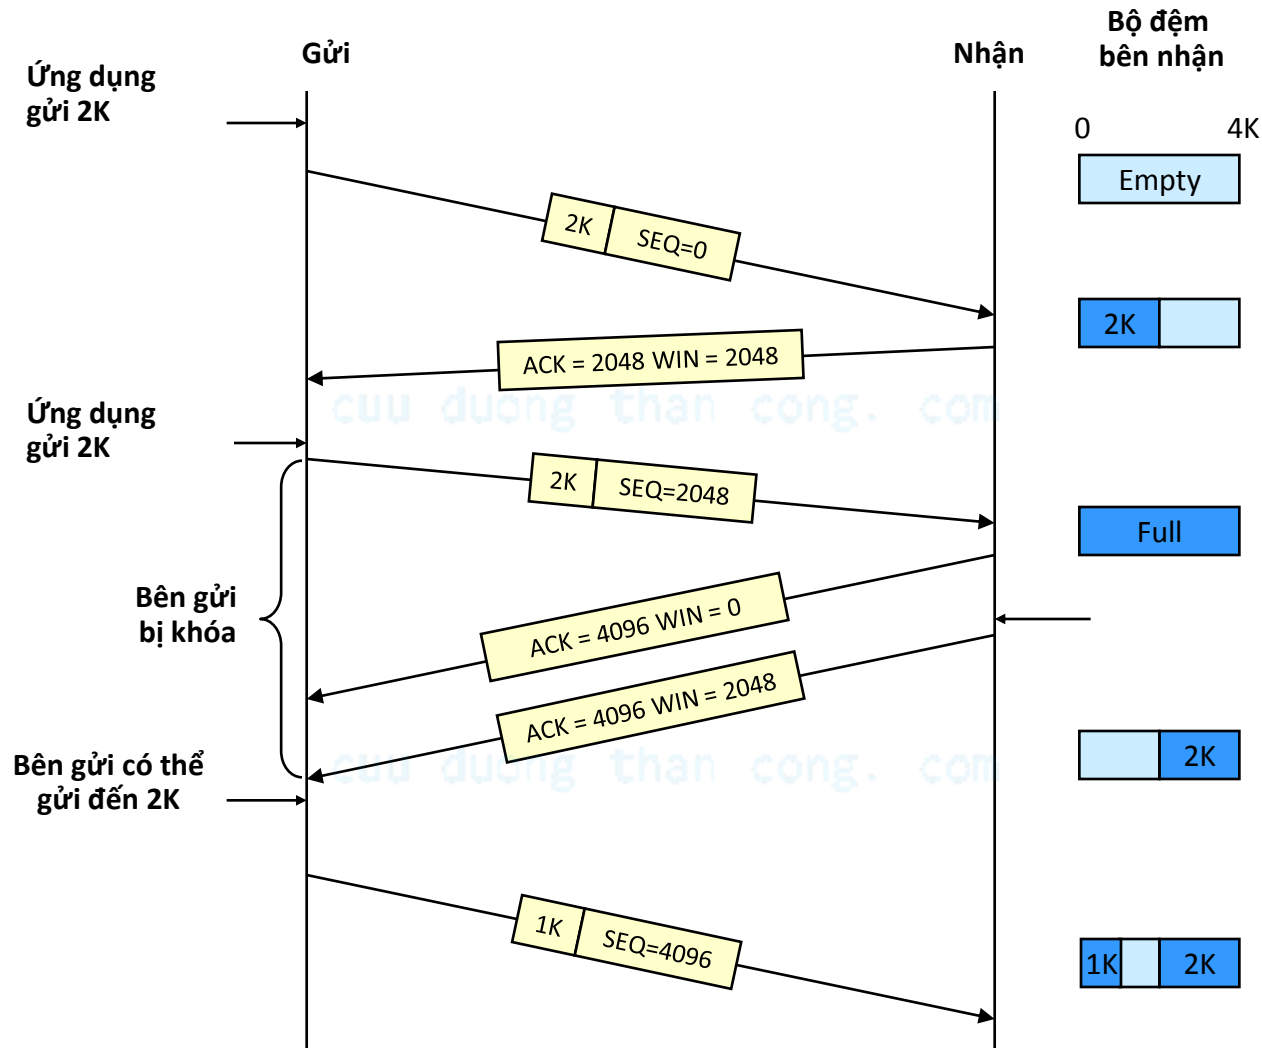 Bộ đệm
bên nhận
Gửi
Nhận
Ứng dụng
gửi 2K
0 4K
Empty
2K SEQ=0
2K
ACK = 2048 WIN = 2048
cuu duong than cong. com
Ứng dụng
gửi 2K
2K SEQ=2048
Full
Bên gửi
bị khóa
ACK = 4096 WIN = 0
ACK = 4096 WIN = 2048
2K
cuu duong than cong. com
Bên gửi có thể
gửi đến 2K
1K SEQ=4096
1K 2K